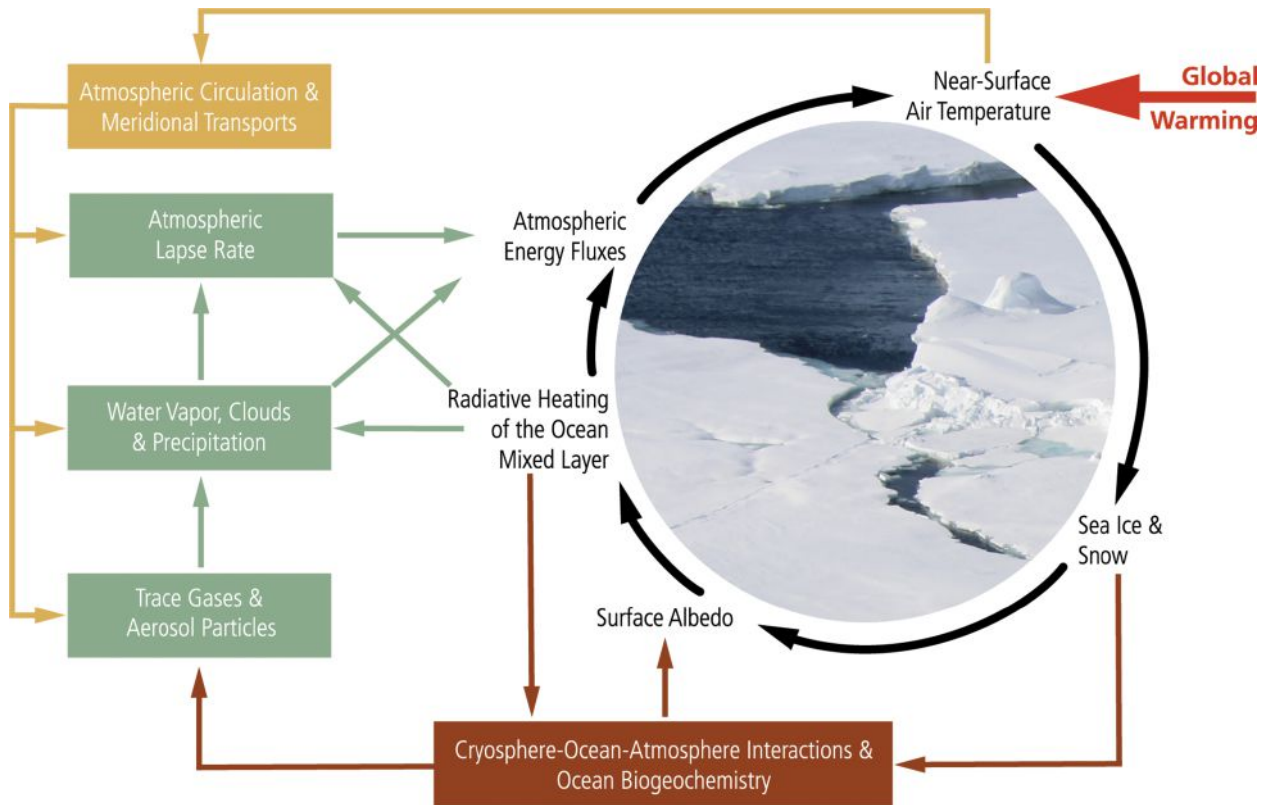 Near-Surface
Air Temperature
Global
Warming
Atmospheric Circulation &
Meridional Transports
Atmospheric
Lapse Rate
Atmospheric
Energy Fluxes
Water Vapor, Clouds
& Precipitation
Radiative Heating
of the Ocean
Mixed Layer
Sea Ice &
Snow
Trace Gases &
Aerosol Particles
Surface Albedo
Cryosphere-Ocean-Atmosphere Interactions &
Ocean Biogeochemistry